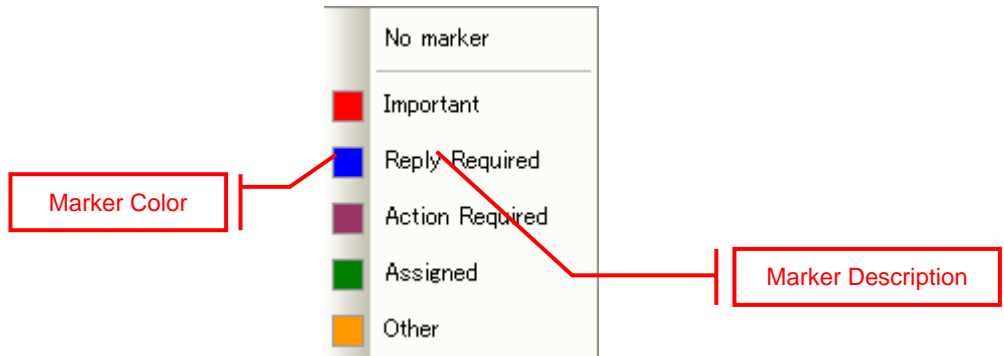 No marker
Important
Reply Required
Marker Color
Action Required
Assigned
Marker Description
Other